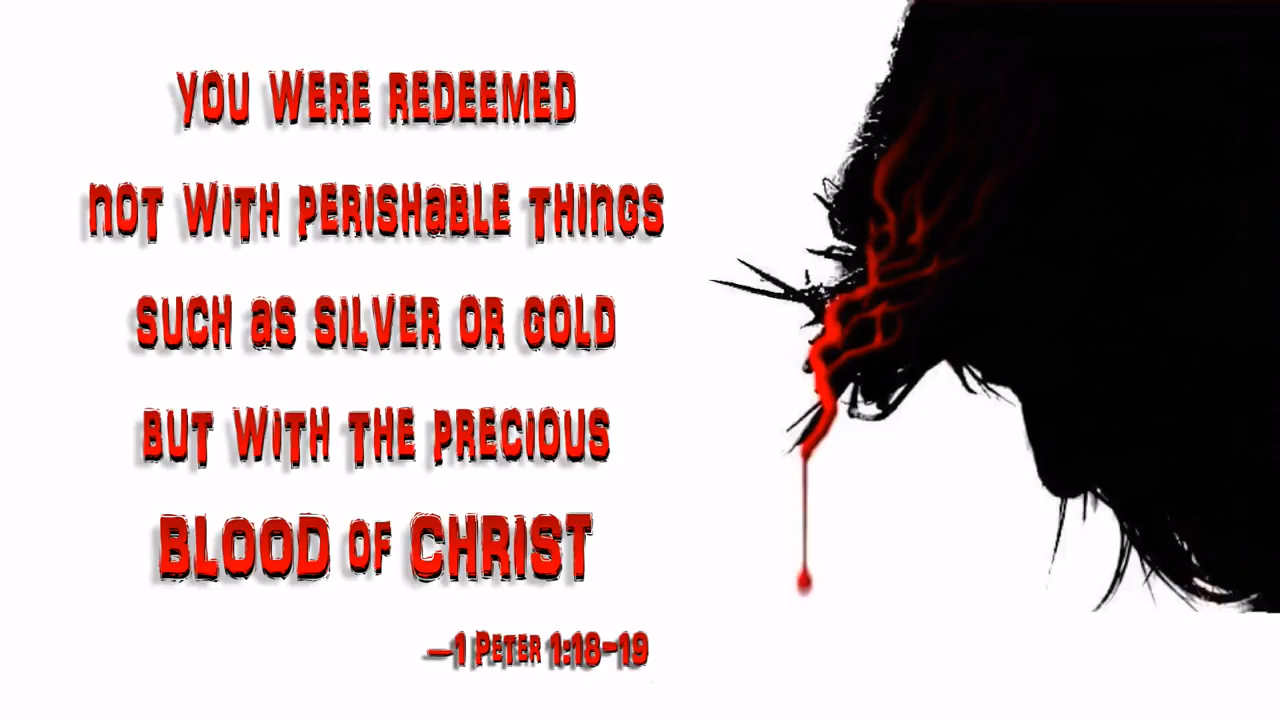 YOU WERE REDEEMED
NOT WITH PERISHABLE THINGS
SUCH AS SILVER OR GOLD
BUT WITH THE PRECIOUS
BLOOD OF CHRIST
—1 PETER 1:18-19